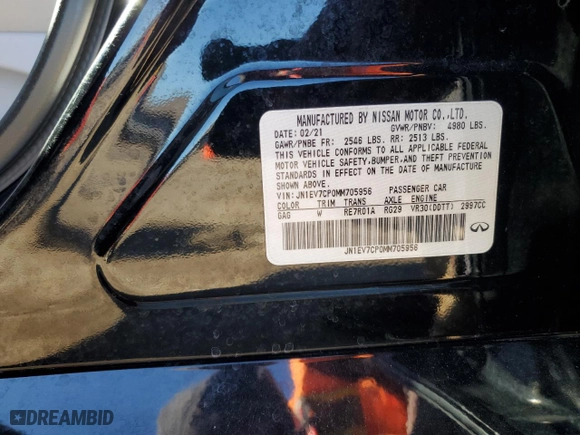 MANUFACTURED BY NISSAN MOTOR CO.,LTD.
DATE: 02/21 GVWR/PNBV: 4980 LBS.
GAWR/PNBE FR: 2546 LBS. RR: 2513 LBS.
THIS VEHICLE CONFORMS TO ALL APPLICABLE FEDERAL
MOTOR VEHICLE SAFETY,BUMPER,AND THEFT PREVENTION
STANDARDS IN EFFECT ON THE DATE OF MANUFACTURE
SHOWN ABOVE.
VIN: JN1EV7CP0MM705956 PASSENGER CAR
COLOR TRIM TRANS AXLE ENGINE
GAG W RE7R01A RG29 VR30(DDTT) 2997CC
JN1EV7CP0MM705956
DREAMBID